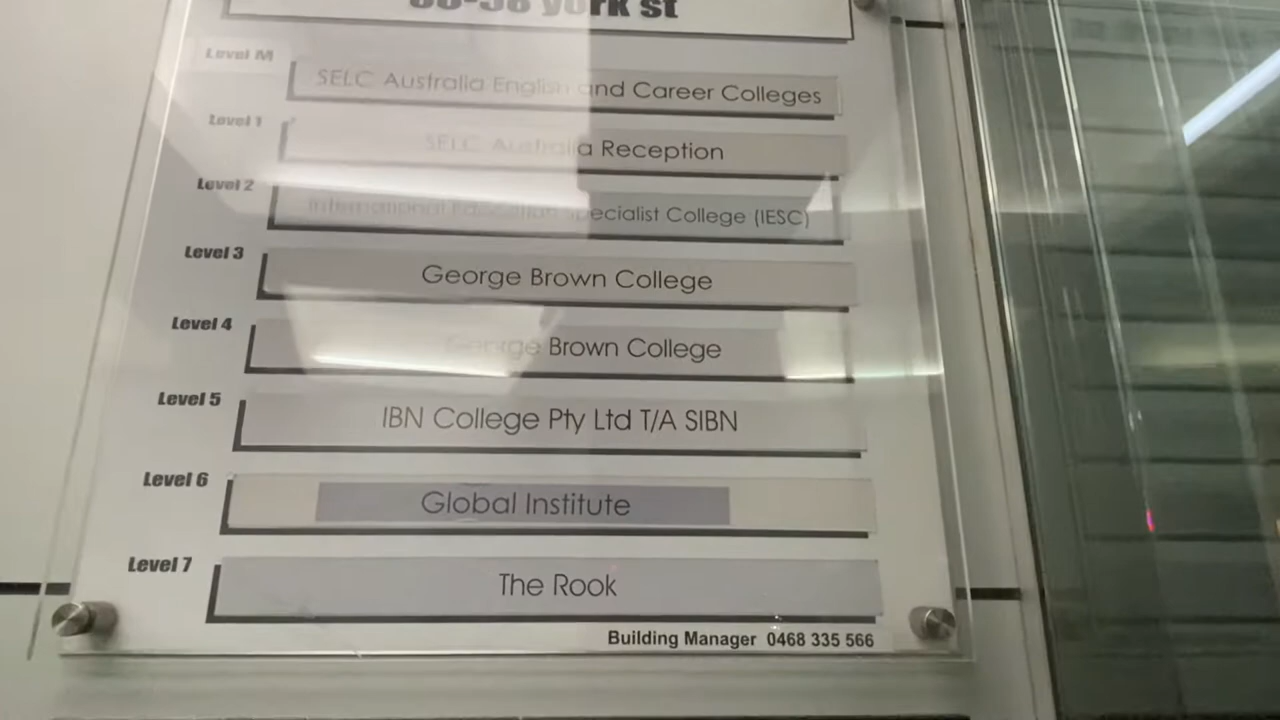 york st
Level M
SELC Australia English and Career Colleges
Level 1
SELC Australia Reception
Level 2
International Education Specialist College (IESC)
Level 3
George Brown College
Level 4
George Brown College
Level 5
IBN College Pty Ltd T/A SIBN
Level 6
Global Institute
Level 7
The Rook
Building Manager 0468 335 566